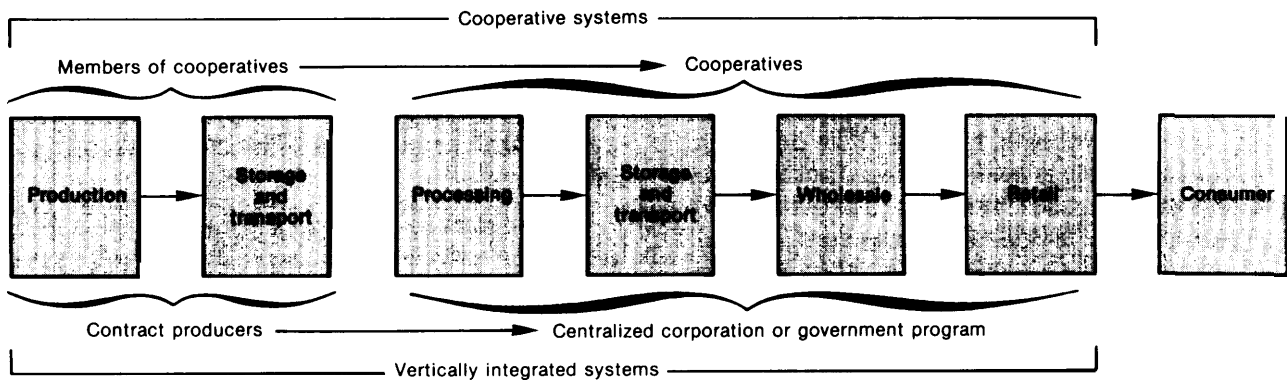 Cooperative systems
Members of cooperatives
Cooperatives
Production
Storage
and
transport
Processing
Storage
and
transport
Wholesale
Retail
Consumer
Contract producers
Centralized corporation or government program
Vertically integrated systems